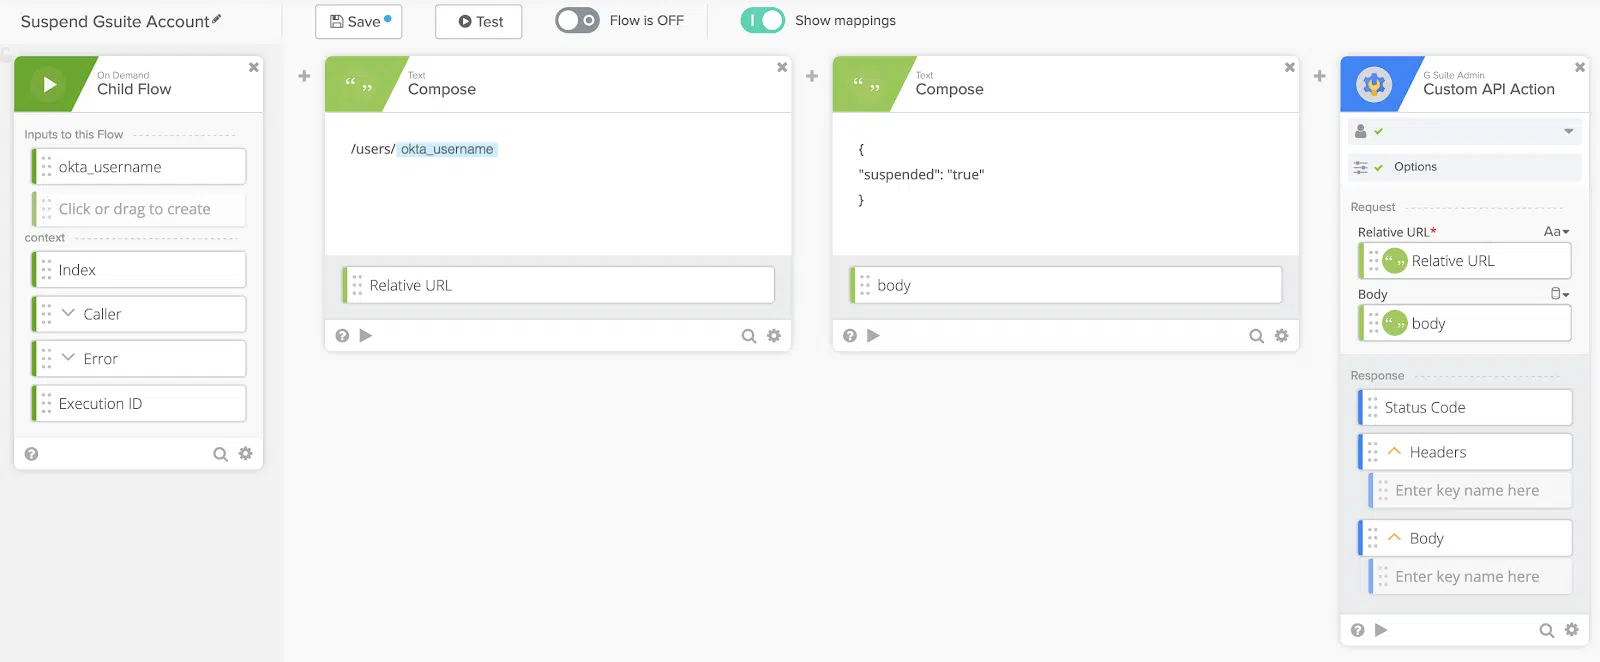 Suspend Gsuite Account
Save
Test
Flow is OFF
Show mappings
On Demand
Child Flow
Inputs to this Flow
okta_username
Click or drag to create
context
Index
Caller
Error
Execution ID
Text
Compose
/users/ okta_username
Relative URL
Text
Compose
{
"suspended": "true"
}
body
G Suite Admin
Custom API Action
Options
Request
Relative URL*
Aa
Relative URL
Body
body
Response
Status Code
Headers
Enter key name here
Body
Enter key name here